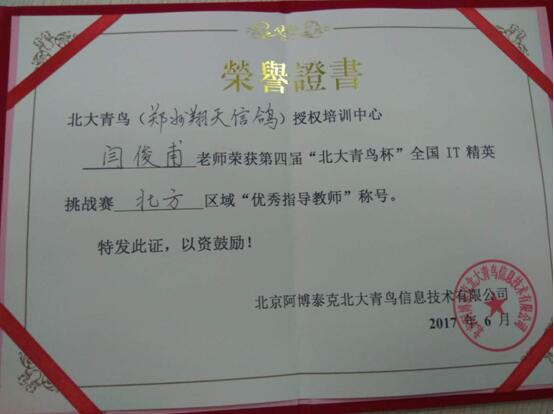 榮譽證書
北大青鸟（郑州翔天信鸽）授权培训中心
闫俊甫 老师荣获第四届“北大青鸟杯”全国 IT 精英
挑战赛 北方 区域“优秀指导教师”称号。
特发此证，以资鼓励！
北京阿博泰克北大青鸟信息技术有限公司
2017 年 6 月